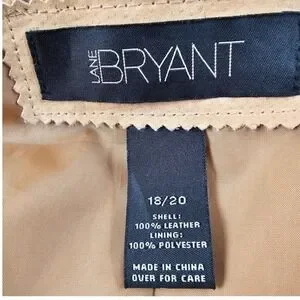 LANE BRYANT
18/20
SHELL:
100% LEATHER
LINING:
100% POLYESTER
MADE IN CHINA
OVER FOR CARE